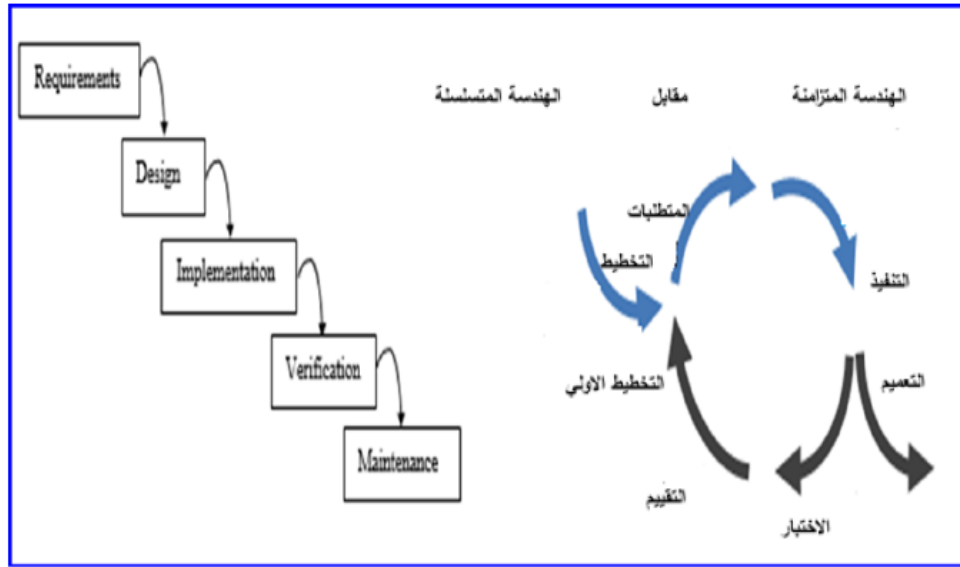 Requirements
Design
Implementation
Verification
Maintenance
الهندسة المتزامنة مقابل الهندسة المتسلسلة
المتطلبات
التخطيط
التنفيذ
التخطيط الاولي
التعميم
التقييم
الاختبار